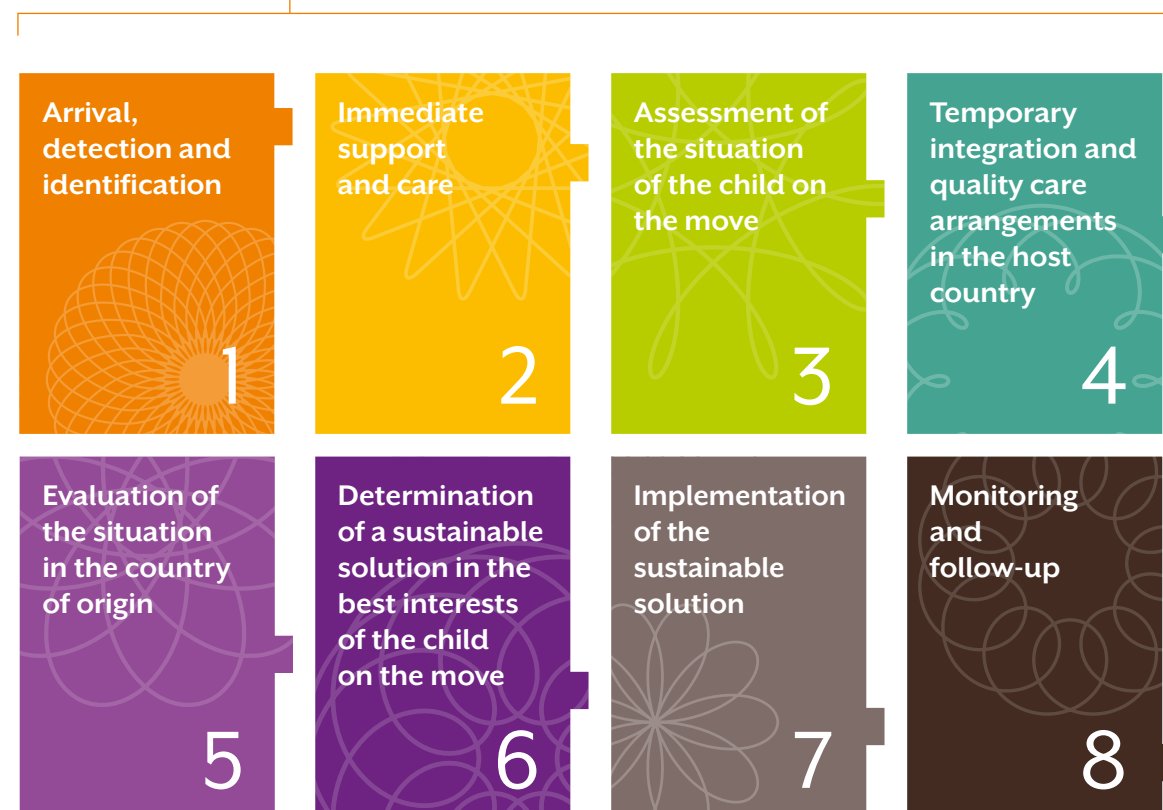 Arrival,
detection and
identification
1
Immediate
support
and care
2
Assessment of
the situation
of the child on
the move
3
Temporary
integration and
quality care
arrangements
in the host
country
4
Evaluation of
the situation
in the country
of origin
5
Determination
of a sustainable
solution in the
best interests
of the child
on the move
6
Implementation
of the
sustainable
solution
7
Monitoring
and
follow-up
8